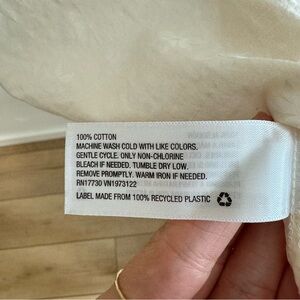 100% COTTON
MACHINE WASH COLD WITH LIKE COLORS.
GENTLE CYCLE. ONLY NON-CHLORINE
BLEACH IF NEEDED. TUMBLE DRY LOW.
REMOVE PROMPTLY. WARM IRON IF NEEDED.
RN17730 VN1973122
LABEL MADE FROM 100% RECYCLED PLASTIC